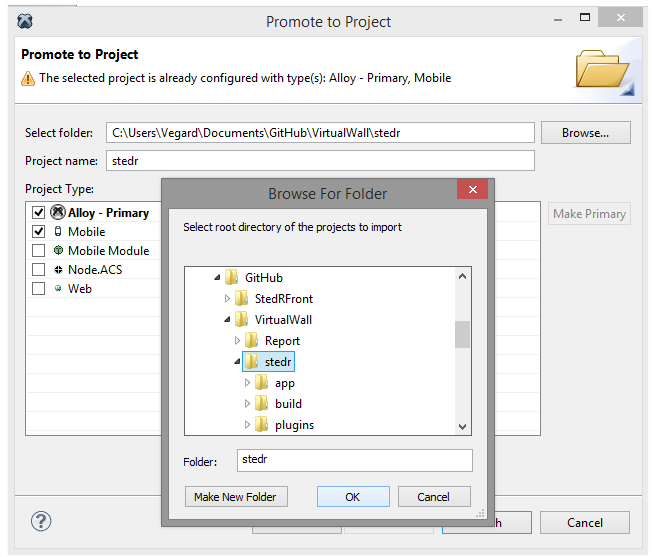 Promote to Project
Promote to Project
The selected project is already configured with type(s): Alloy - Primary, Mobile
Select folder: C:\Users\Vegard\Documents\GitHub\VirtualWall\stedr Browse...
Project name: stedr
Project Type:
Alloy - Primary
Mobile
Mobile Module
Node.ACS
Web
Make Primary
Browse For Folder
Select root directory of the projects to import
GitHub
StedRFront
VirtualWall
Report
stedr
app
build
plugins
Folder: stedr
Make New Folder OK Cancel
Cancel